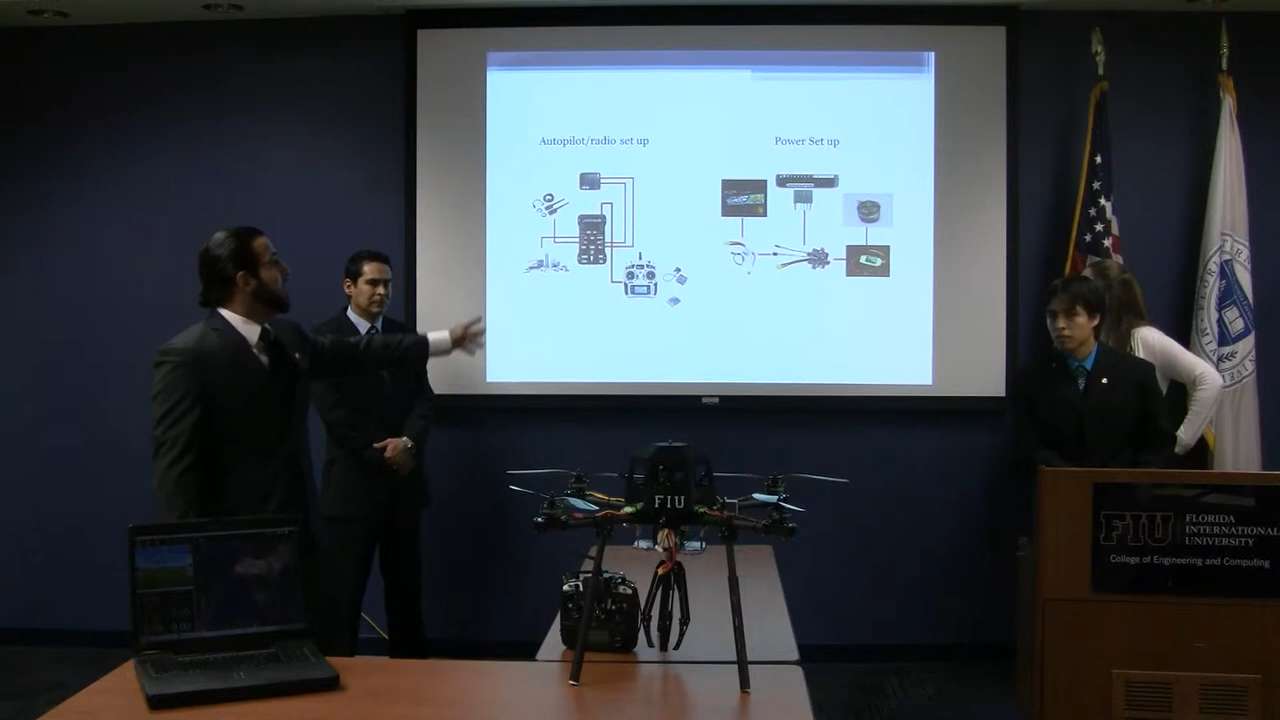 Autopilot/radio set up
Power Set up
FIU
FIU
FLORIDA
INTERNATIONAL
UNIVERSITY
College of Engineering and Computing